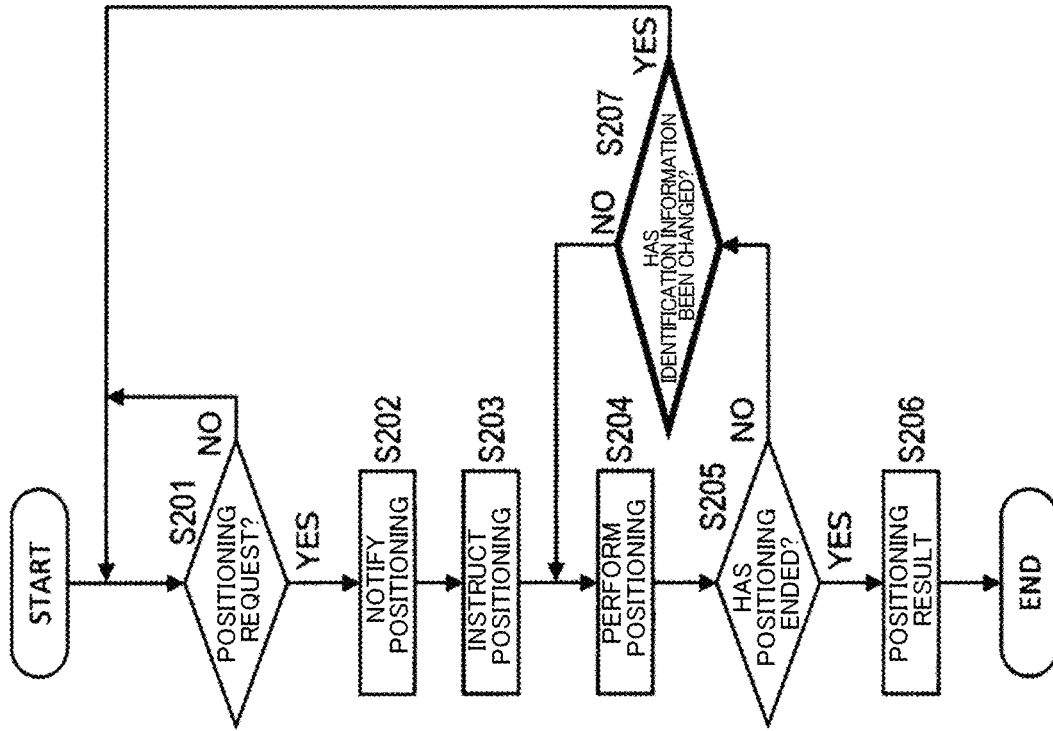 START
S201
POSITIONING
REQUEST?
NO
YES
S202
NOTIFY
POSITIONING
S203
INSTRUCT
POSITIONING
S204
PERFORM
POSITIONING
S205
HAS
POSITIONING
ENDED?
NO
YES
S207
HAS
IDENTIFICATION INFORMATION
BEEN CHANGED?
NO
YES
S206
POSITIONING
RESULT
END